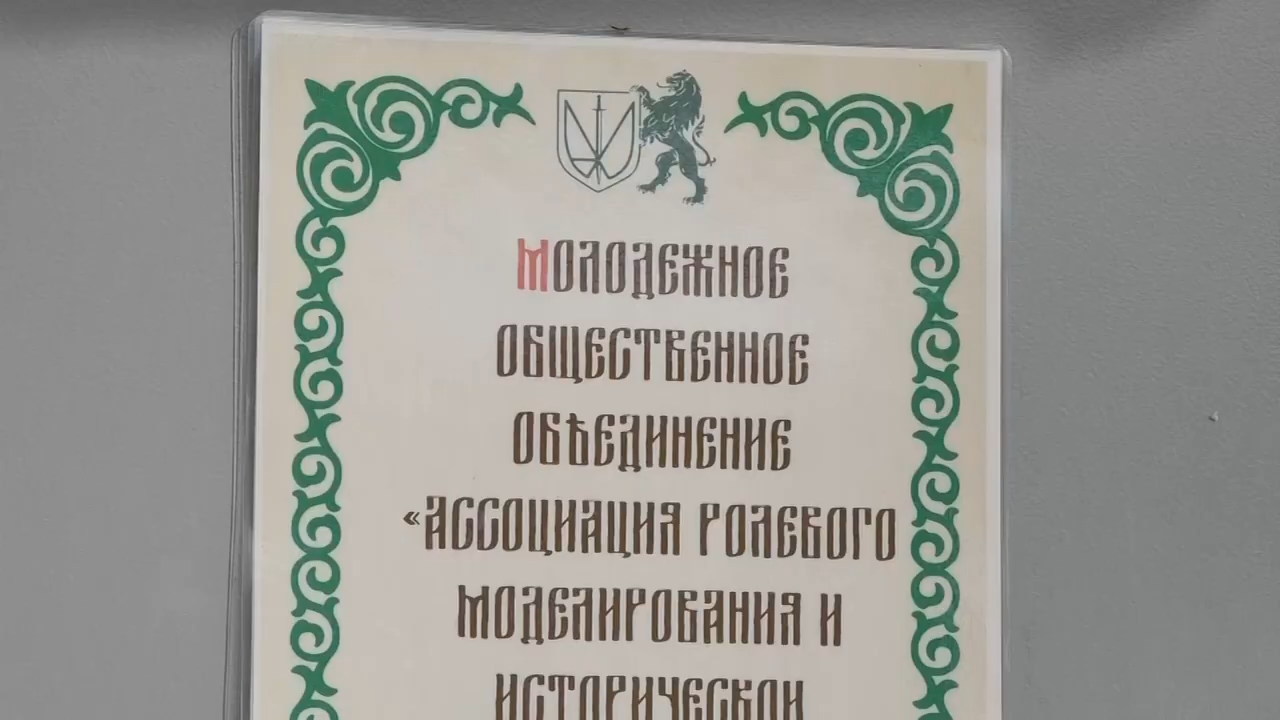 Молодежное
общественное
объединение
«Ассоциация ролевого
моделирования и
исторической